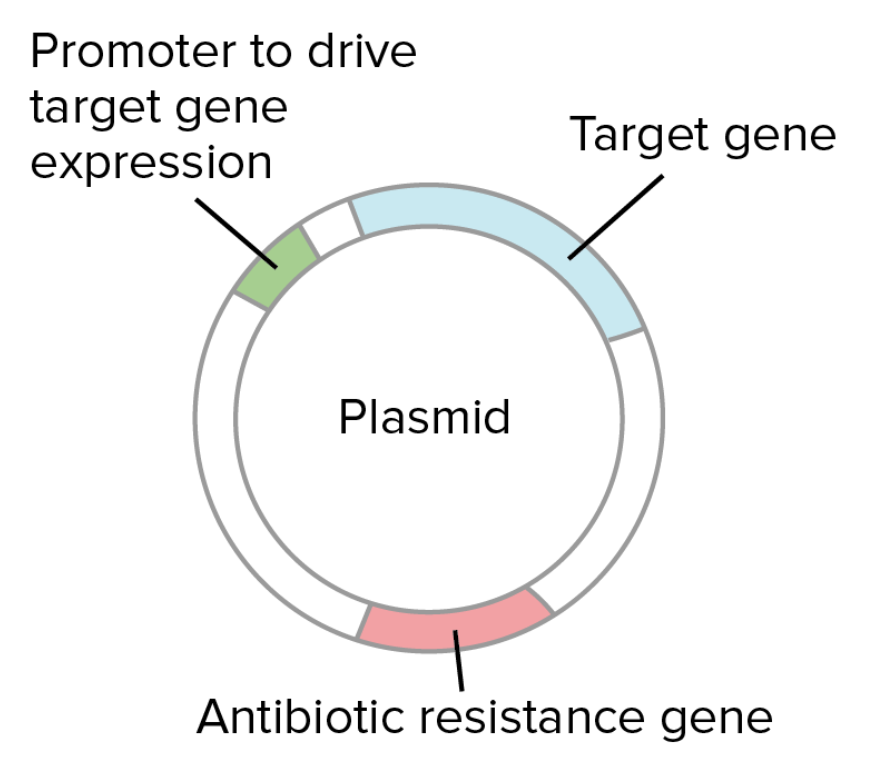 Promoter to drive
target gene
expression
Target gene
Plasmid
Antibiotic resistance gene